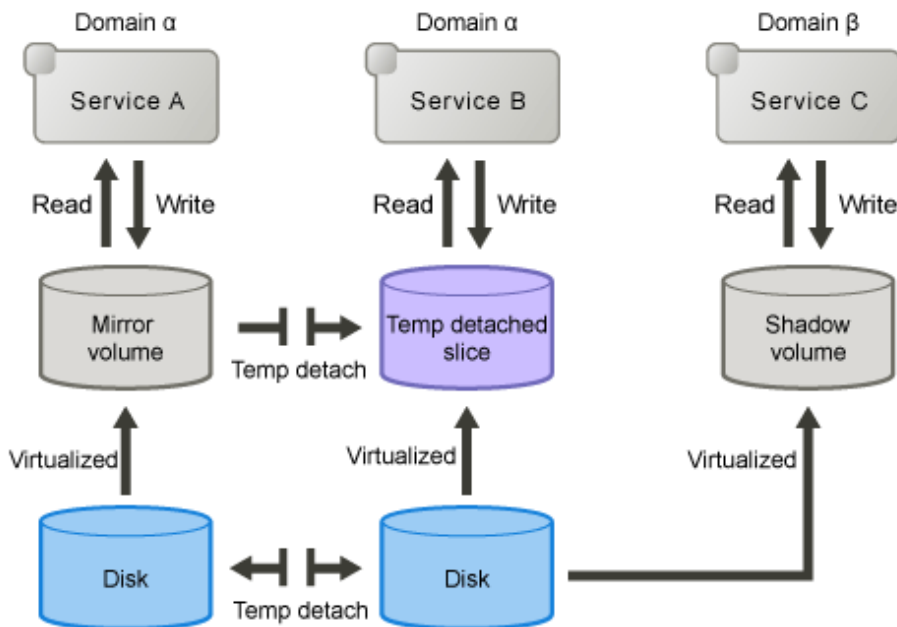 Domain α
Domain α
Domain β
Service A
Service B
Service C
Read
Write
Read
Write
Read
Write
Mirror
volume
Temp detached
slice
Shadow
volume
Temp detach
Virtualized
Virtualized
Virtualized
Disk
Disk
Temp detach